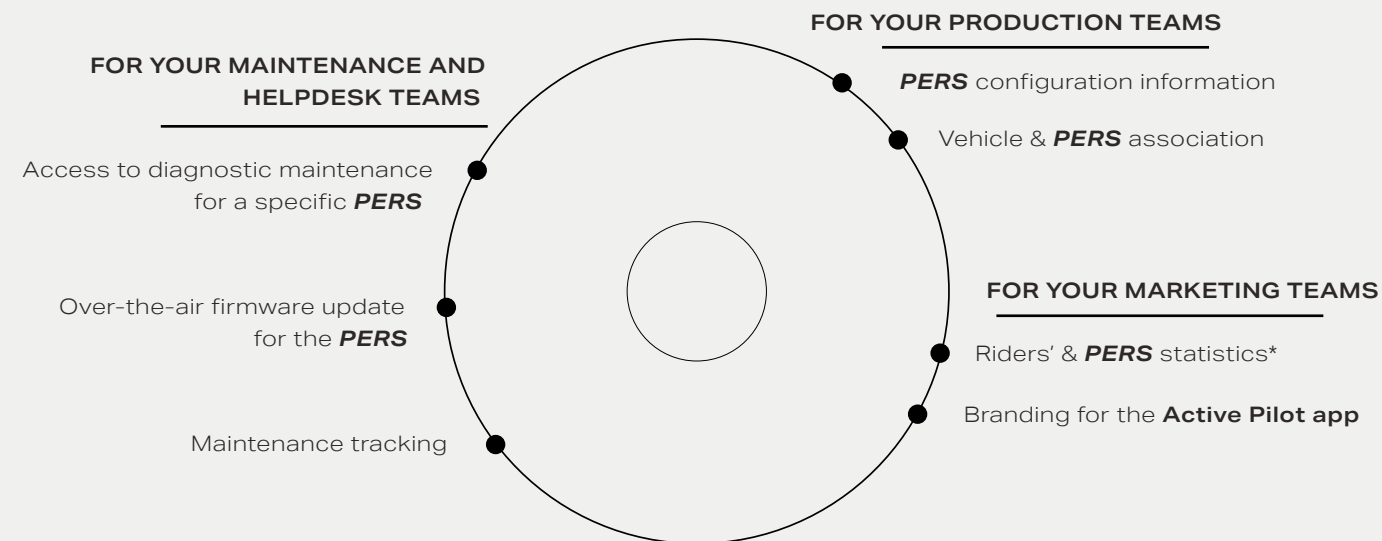 FOR YOUR MAINTENANCE AND
HELPDESK TEAMS
Access to diagnostic maintenance
for a specific PERS
Over-the-air firmware update
for the PERS
Maintenance tracking
FOR YOUR PRODUCTION TEAMS
PERS configuration information
Vehicle & PERS association
FOR YOUR MARKETING TEAMS
Riders’ & PERS statistics*
Branding for the Active Pilot app